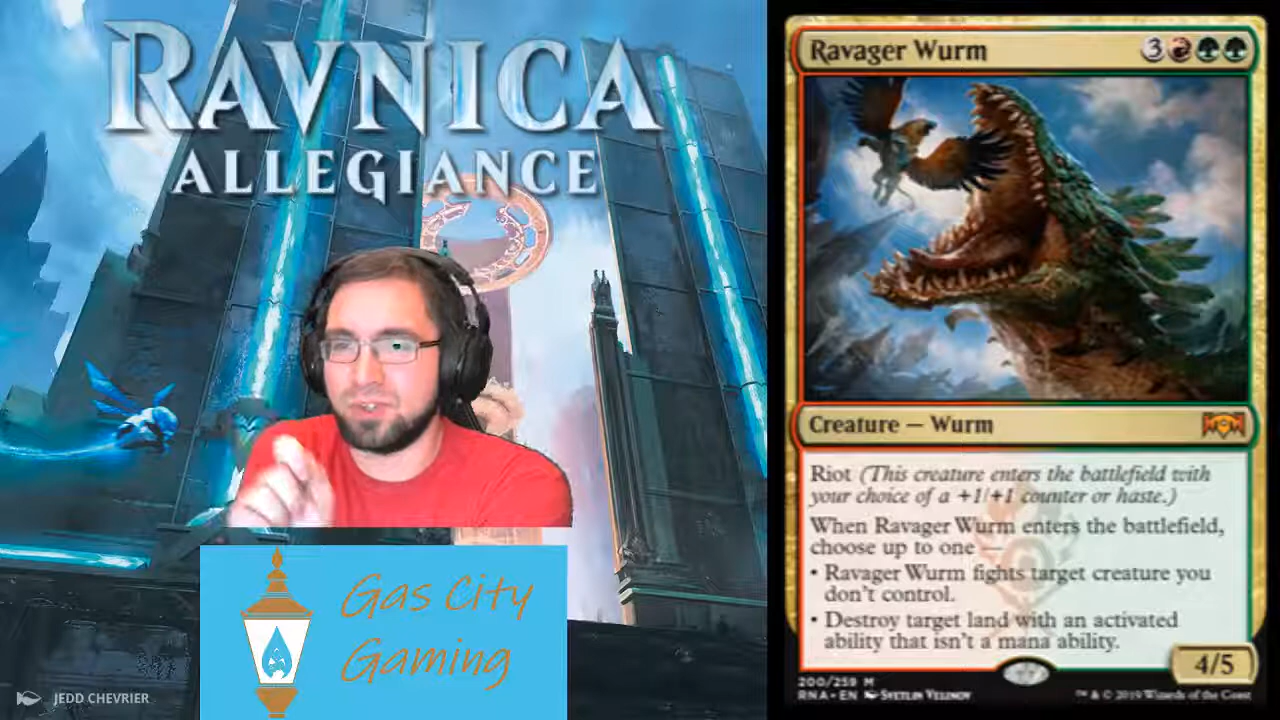 RAVNICA
ALLEGIANCE
Gas City
Gaming
JEDD CHEVRIER
Ravager Wurm
3
Creature — Wurm
Riot (This creature enters the battlefield with
your choice of a +1/+1 counter or haste.)
When Ravager Wurm enters the battlefield,
choose up to one —
• Ravager Wurm fights target creature you
don't control.
• Destroy target land with an activated
ability that isn't a mana ability.
4/5
200/259 M
RNA • EN SVETLIN VELINOV
™ & © 2019 Wizards of the Coast